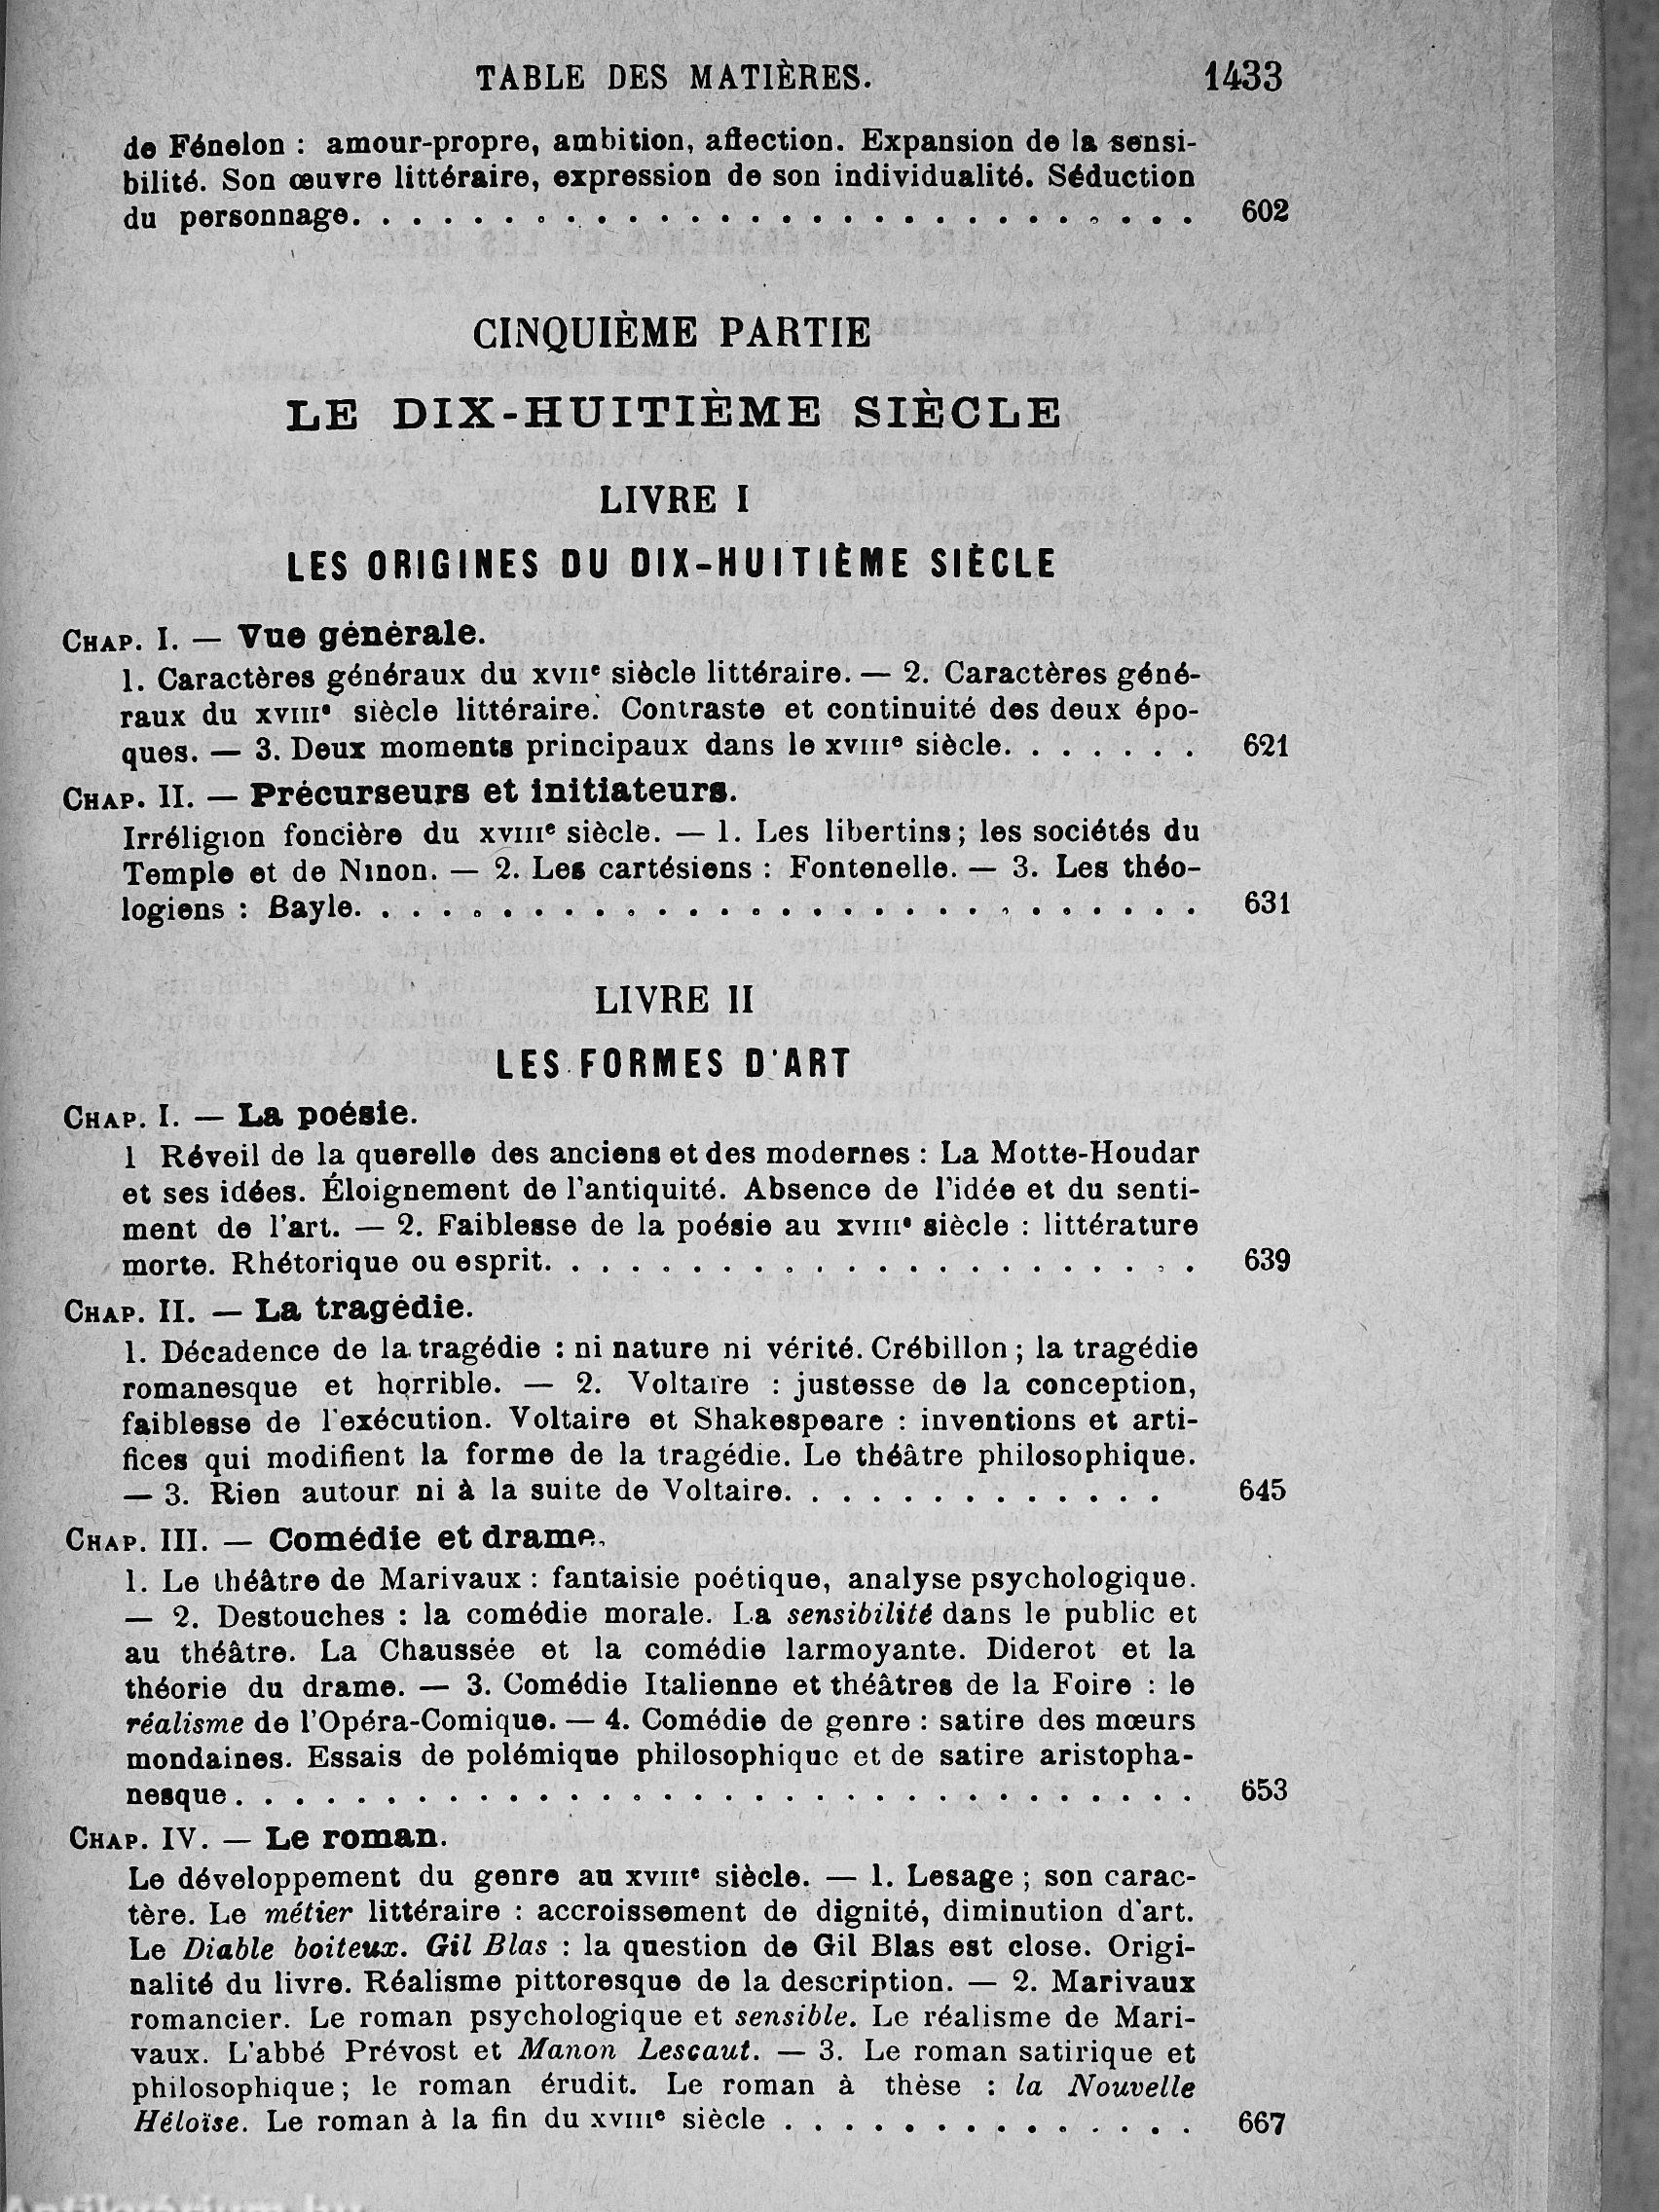 TABLE DES MATIÈRES. 1433
de Fénelon : amour-propre, ambition, affection. Expansion de la sensi-
bilité. Son œuvre littéraire, expression de son individualité. Séduction
du personnage. . . . . . . . . . . . . . . . . . . . . . . . . . . . 602
CINQUIÈME PARTIE
LE DIX-HUITIÈME SIÈCLE
LIVRE I
LES ORIGINES DU DIX-HUITIÈME SIÈCLE
CHAP. I. — Vue générale.
1. Caractères généraux du XVIIe siècle littéraire. — 2. Caractères géné-
raux du XVIIIe siècle littéraire. Contraste et continuité des deux épo-
ques. — 3. Deux moments principaux dans le XVIIIe siècle. . . . . . . 621
CHAP. II. — Précurseurs et initiateurs.
Irréligion foncière du XVIIIe siècle. — 1. Les libertins; les sociétés du
Temple et de Ninon. — 2. Les cartésiens : Fontenelle. — 3. Les théo-
logiens : Bayle. . . . . . . . . . . . . . . . . . . . . . . . . . . . 631
LIVRE II
LES FORMES D'ART
CHAP. I. — La poésie.
1 Réveil de la querelle des anciens et des modernes : La Motte-Houdar
et ses idées. Éloignement de l'antiquité. Absence de l'idée et du senti-
ment de l'art. — 2. Faiblesse de la poésie au XVIIIe siècle : littérature
morte. Rhétorique ou esprit. . . . . . . . . . . . . . . . . . . . . . 639
CHAP. II. — La tragédie.
1. Décadence de la tragédie : ni nature ni vérité. Crébillon; la tragédie
romanesque et horrible. — 2. Voltaire : justesse de la conception,
faiblesse de l'exécution. Voltaire et Shakespeare : inventions et arti-
fices qui modifient la forme de la tragédie. Le théâtre philosophique.
— 3. Rien autour ni à la suite de Voltaire. . . . . . . . . . . . . 645
CHAP. III. — Comédie et drame.
1. Le théâtre de Marivaux : fantaisie poétique, analyse psychologique.
— 2. Destouches : la comédie morale. La sensibilité dans le public et
au théâtre. La Chaussée et la comédie larmoyante. Diderot et la
théorie du drame. — 3. Comédie Italienne et théâtres de la Foire : le
réalisme de l'Opéra-Comique. — 4. Comédie de genre : satire des mœurs
mondaines. Essais de polémique philosophique et de satire aristopha-
nesque . . . . . . . . . . . . . . . . . . . . . . . . . . . . . . . . 653
CHAP. IV. — Le roman.
Le développement du genre au XVIIIe siècle. — 1. Lesage; son carac-
tère. Le métier littéraire : accroissement de dignité, diminution d'art.
Le Diable boiteux. Gil Blas : la question de Gil Blas est close. Origi-
nalité du livre. Réalisme pittoresque de la description. — 2. Marivaux
romancier. Le roman psychologique et sensible. Le réalisme de Mari-
vaux. L'abbé Prévost et Manon Lescaut. — 3. Le roman satirique et
philosophique; le roman érudit. Le roman à thèse : la Nouvelle
Héloïse. Le roman à la fin du XVIIIe siècle . . . . . . . . . . . . . . 667